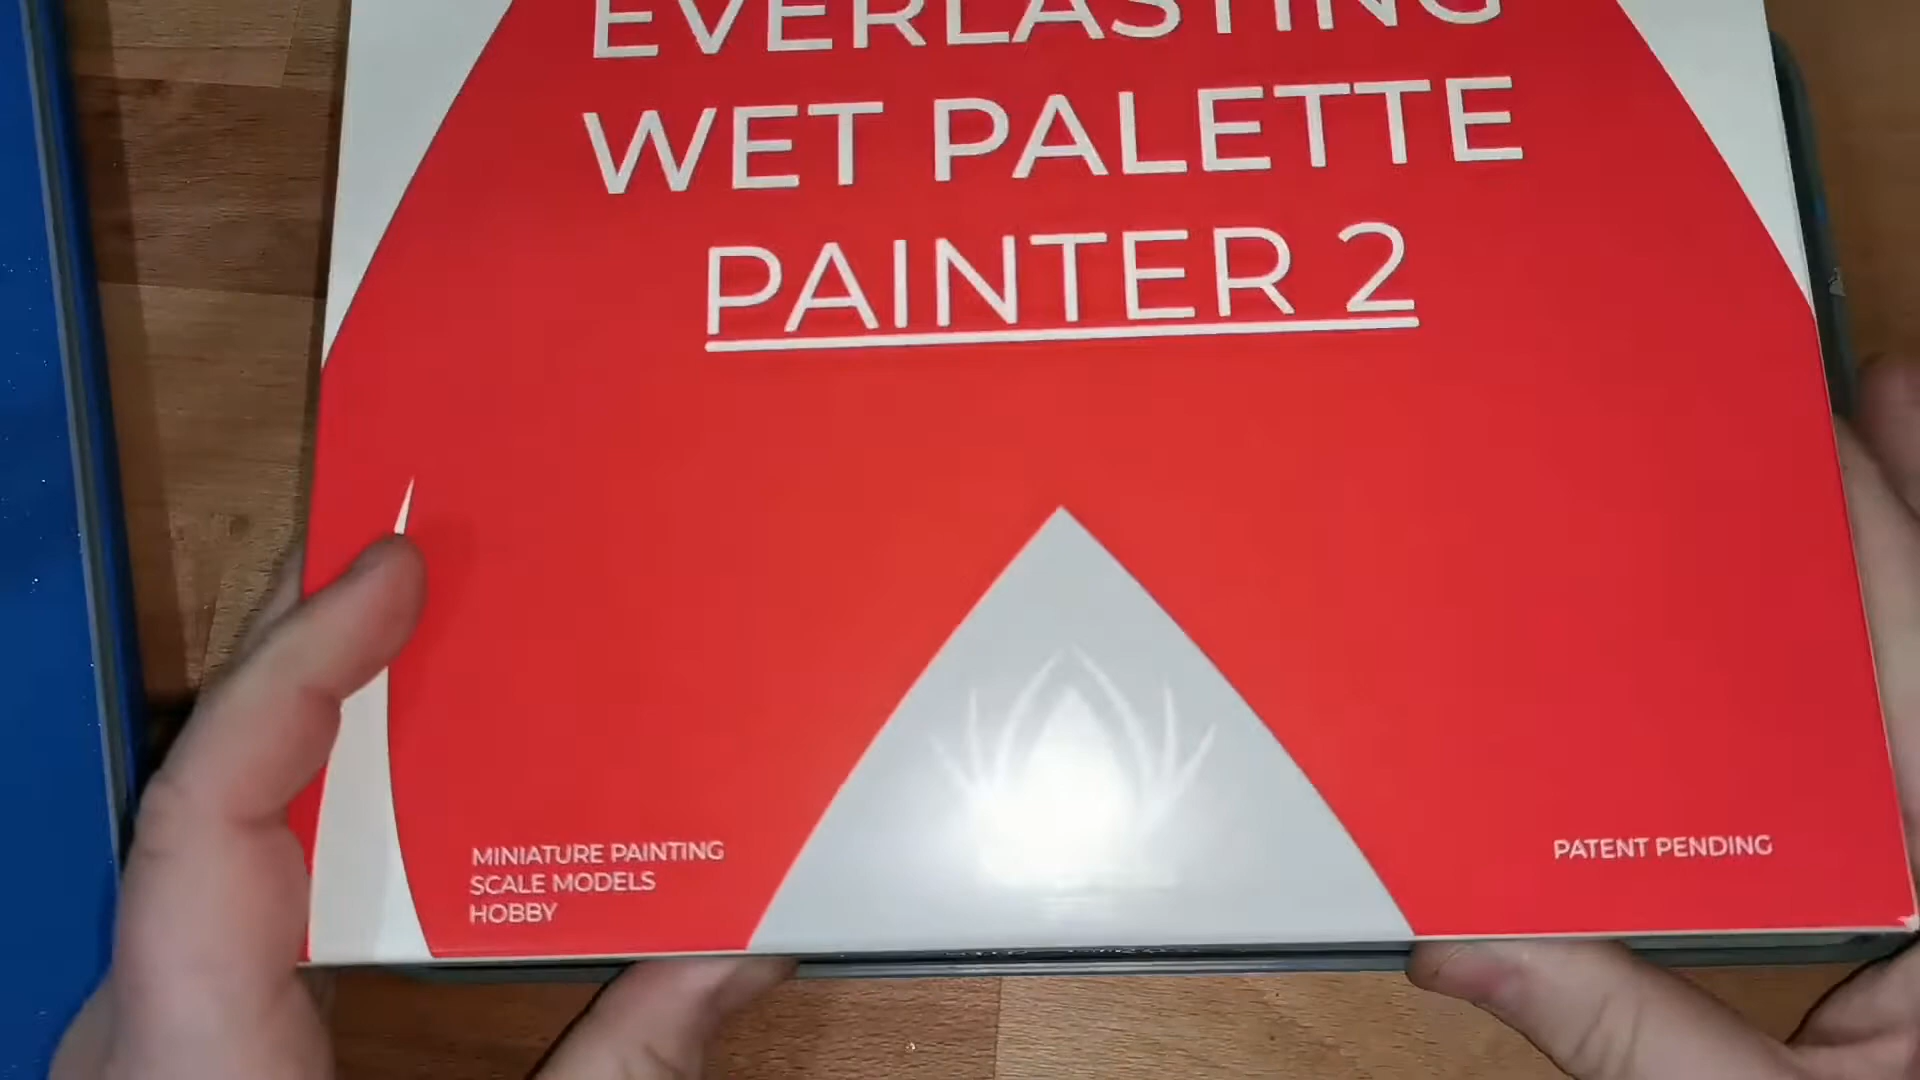 EVERLASTING
WET PALETTE
PAINTER 2
MINIATURE PAINTING
SCALE MODELS
HOBBY
PATENT PENDING